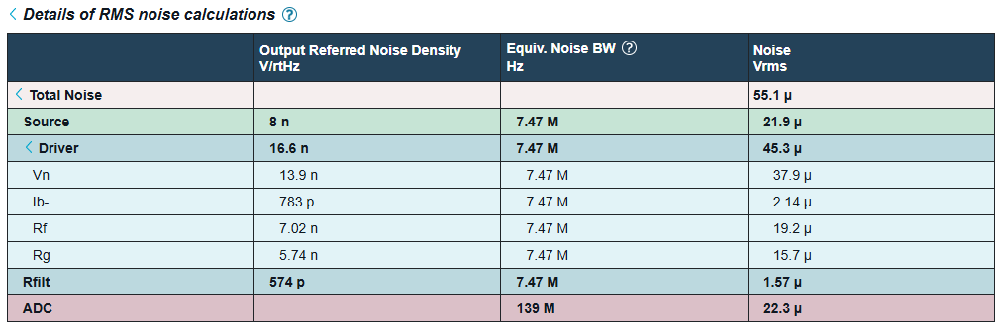 Details of RMS noise calculations ?
Output Referred Noise Density V/rtHz Equiv. Noise BW ? Hz Noise Vrms
Total Noise 55.1 µ
Source 8 n 7.47 M 21.9 µ
Driver 16.6 n 7.47 M 45.3 µ
Vn 13.9 n 7.47 M 37.9 µ
Ib- 783 p 7.47 M 2.14 µ
Rf 7.02 n 7.47 M 19.2 µ
Rg 5.74 n 7.47 M 15.7 µ
Rfilt 574 p 7.47 M 1.57 µ
ADC 139 M 22.3 µ